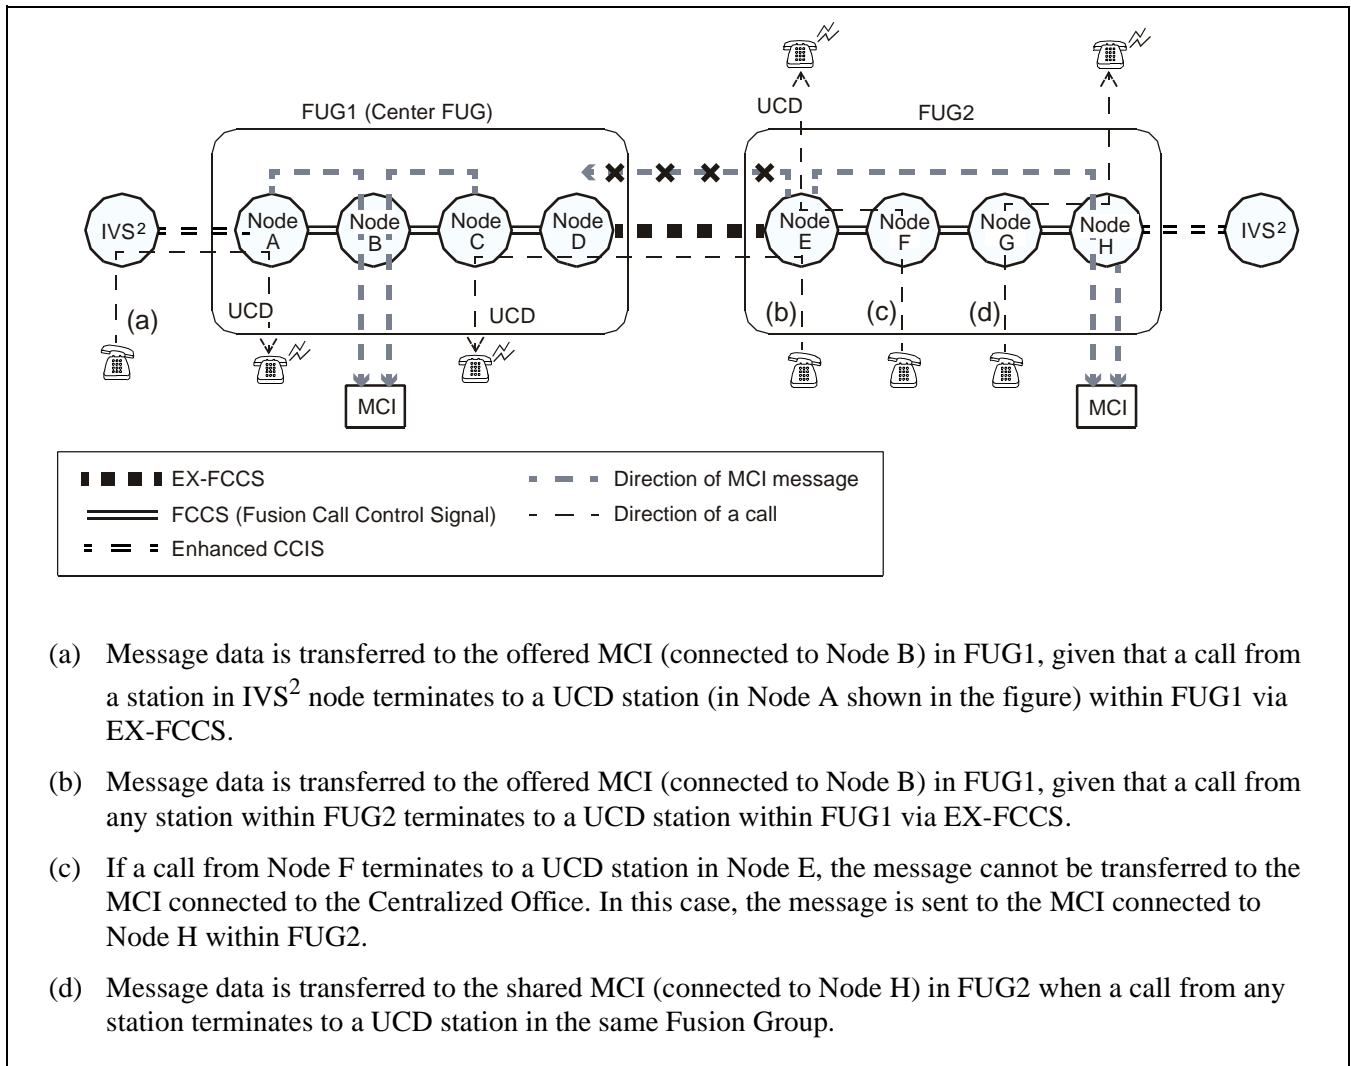 UCD
FUG1 (Center FUG)
FUG2
IVS2
Node A
Node B
Node C
Node D
Node E
Node F
Node G
Node H
IVS2
(a)
UCD
UCD
(b)
(c)
(d)
MCI
MCI
EX-FCCS
Direction of MCI message
FCCS (Fusion Call Control Signal)
Direction of a call
Enhanced CCIS
(a) Message data is transferred to the offered MCI (connected to Node B) in FUG1, given that a call from
a station in IVS2 node terminates to a UCD station (in Node A shown in the figure) within FUG1 via
EX-FCCS.
(b) Message data is transferred to the offered MCI (connected to Node B) in FUG1, given that a call from
any station within FUG2 terminates to a UCD station within FUG1 via EX-FCCS.
(c) If a call from Node F terminates to a UCD station in Node E, the message cannot be transferred to the
MCI connected to the Centralized Office. In this case, the message is sent to the MCI connected to
Node H within FUG2.
(d) Message data is transferred to the shared MCI (connected to Node H) in FUG2 when a call from any
station terminates to a UCD station in the same Fusion Group.